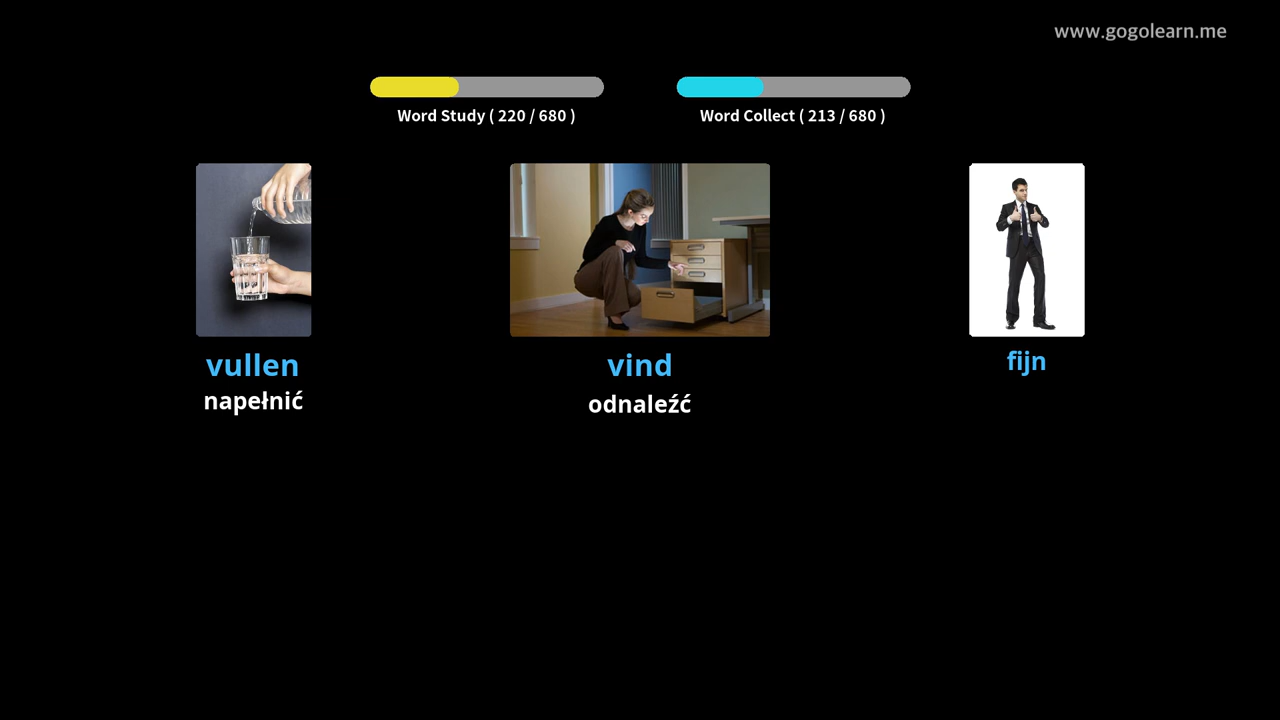 www.gogolearn.me
Word Study ( 220 / 680 )
Word Collect ( 213 / 680 )
vullen
napełnić
vind
odnaleźć
fijn